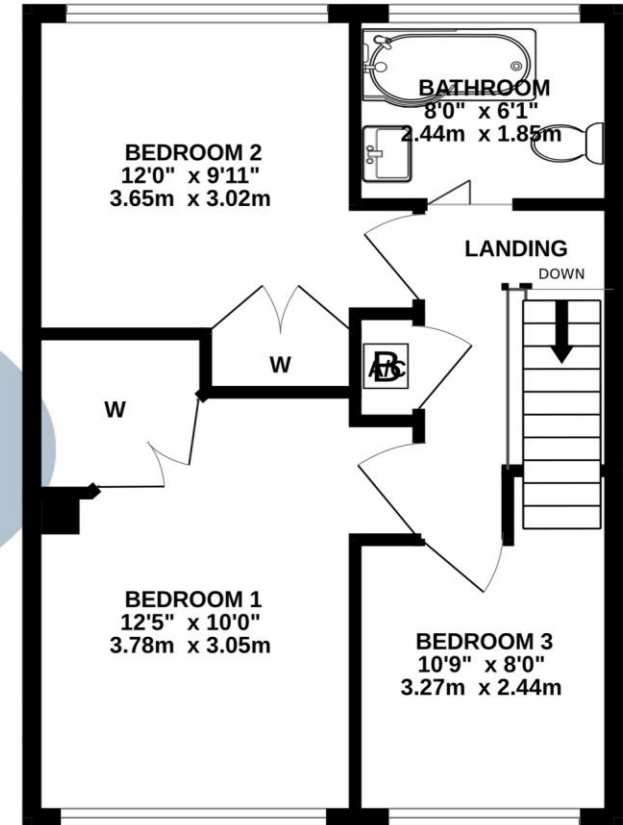 BATHROOM
8'0" x 6'1"
2.44m x 1.85m
BEDROOM 2
12'0" x 9'11"
3.65m x 3.02m
LANDING
DOWN
W
B
A/C
W
BEDROOM 1
12'5" x 10'0"
3.78m x 3.05m
BEDROOM 3
10'9" x 8'0"
3.27m x 2.44m